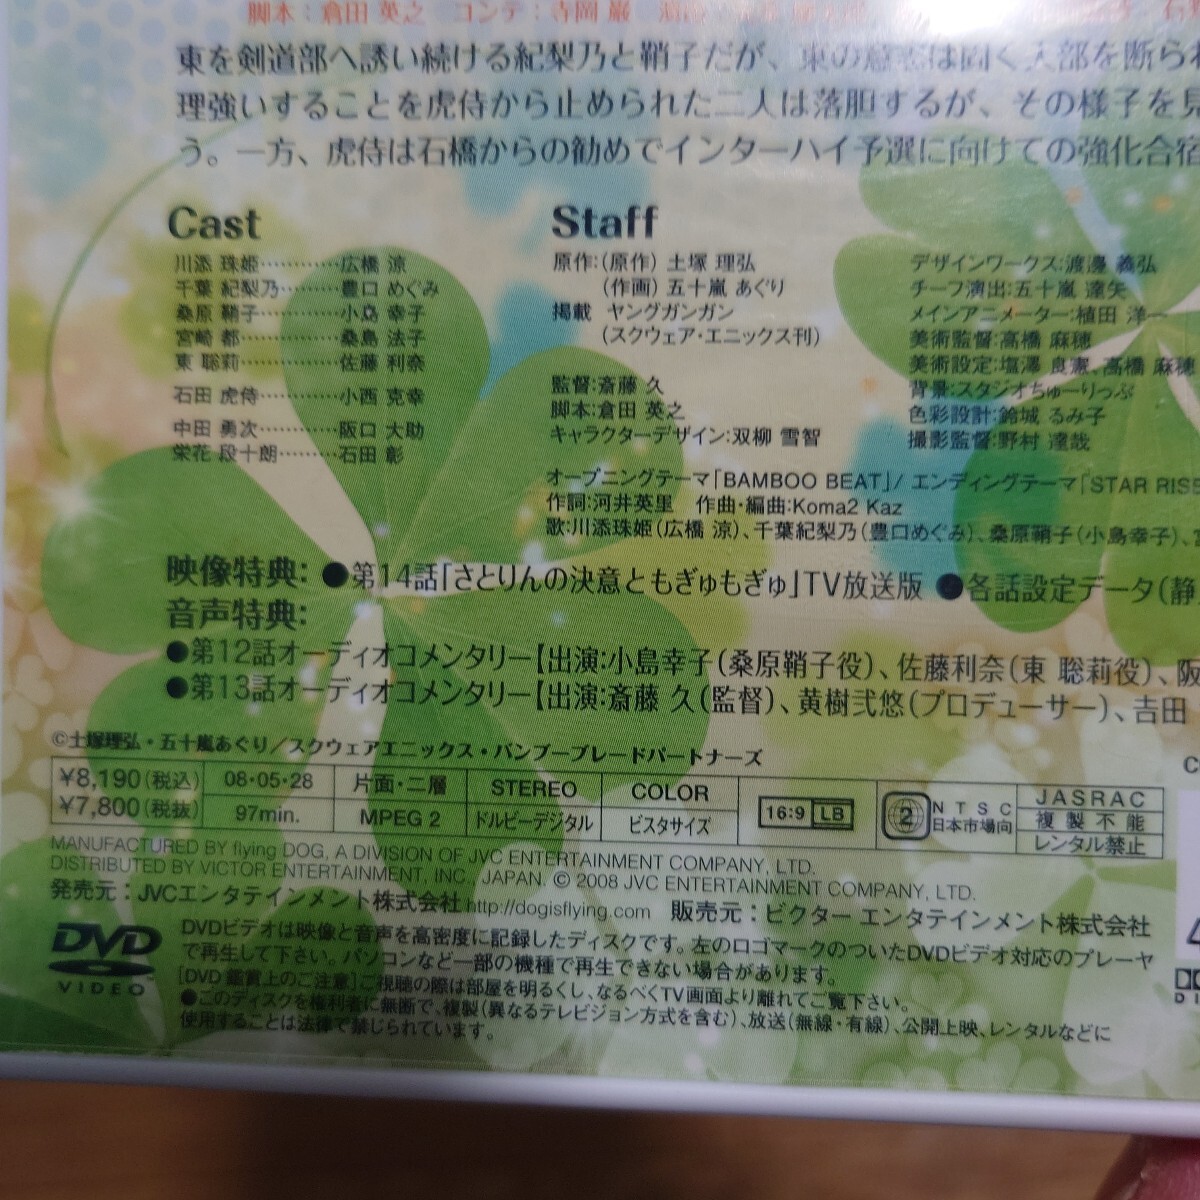 脚本：倉田 英之　コンテ：寺岡 巌
東を剣道部へ誘い続ける紀梨乃と鞘子だが、東の意志は固く入部を断られ
理強いすることを虎侍から止められた二人は落胆するが、その様子を見
う。一方、虎侍は石橋からの勧めでインターハイ予選に向けての強化合宿
Cast
川添 珠姫…………広橋 涼
千葉 紀梨乃………豊口 めぐみ
桑原 鞘子…………小島 幸子
宮崎 都……………桑島 法子
東 聡莉……………佐藤 利奈
石田 虎侍…………小西 克幸
中田 勇次…………阪口 大助
栄花 段十朗………石田 彰
Staff
原作：(原作) 土塚 理弘
(作画) 五十嵐 あぐり
掲載 ヤングガンガン
(スクウェア・エニックス刊)
監督：斎藤 久
脚本：倉田 英之
キャラクターデザイン：双柳 雪智
デザインワークス：渡邊 義弘
チーフ演出：五十嵐 達矢
メインアニメーター：植田 洋一
美術監督：高橋 麻穂
美術設定：塩澤 良憲、高橋 麻穂
背景：スタジオちゅーりっぷ
色彩設計：鈴城 るみ子
撮影監督：野村 達哉
オープニングテーマ「BAMBOO BEAT」/ エンディングテーマ「STAR RISE
作詞：河井英里　作曲・編曲：Koma2 Kaz
歌：川添珠姫(広橋 涼)、千葉紀梨乃(豊口めぐみ)、桑原鞘子(小島幸子)、宮
映像特典：●第14話「さとりんの決意ともぎゅもぎゅ」TV放送版 ●各話設定データ(静
音声特典：
●第12話オーディオコメンタリー【出演：小島幸子(桑原鞘子役)、佐藤利奈(東 聡莉役)、阪
●第13話オーディオコメンタリー【出演：斎藤 久(監督)、黄樹弐悠(プロデューサー)、吉田
©土塚理弘・五十嵐あぐり／スクウェアエニックス・バンブーブレードパートナーズ
¥8,190(税込) 08・05・28 片面・二層 STEREO COLOR 16:9 LB 2 NTSC 日本市場向 JASRAC
¥7,800(税抜) 97min. MPEG 2 ドルビーデジタル ビスタサイズ 複製不能
レンタル禁止
MANUFACTURED BY flying DOG, A DIVISION OF JVC ENTERTAINMENT COMPANY, LTD.
DISTRIBUTED BY VICTOR ENTERTAINMENT, INC. JAPAN. © 2008 JVC ENTERTAINMENT COMPANY, LTD.
発売元：JVCエンタテインメント株式会社 http://dogisflying.com 販売元：ビクター エンタテインメント株式会社
DVD VIDEO
DVDビデオは映像と音声を高密度に記録したディスクです。左のロゴマークのついたDVDビデオ対応のプレーヤ
で再生して下さい。パソコンなど一部の機種で再生できない場合があります。
[DVD 鑑賞上のご注意]ご視聴の際は部屋を明るくし、なるべくTV画面より離れてご覧下さい。
●このディスクを権利者に無断で、複製(異なるテレビジョン方式を含む)、放送(無線・有線)、公開上映、レンタルなどに
使用することは法律で禁じられています。